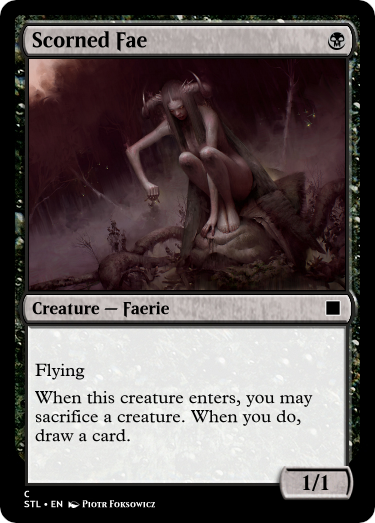 Scorned Fae
Creature — Faerie
Flying
When this creature enters, you may
sacrifice a creature. When you do,
draw a card.
1/1
C
STL • EN Piotr Foksowicz